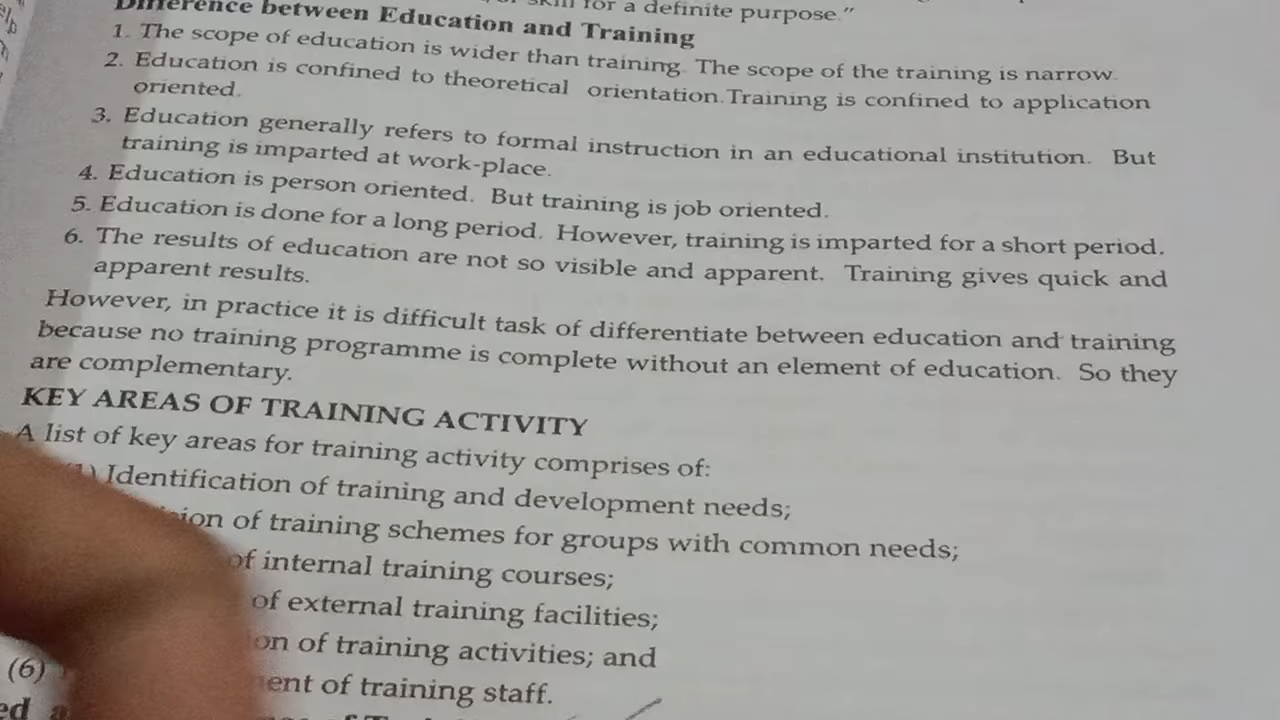 for a definite purpose."
Difference between Education and Training
1. The scope of education is wider than training. The scope of the training is narrow.
2. Education is confined to theoretical orientation. Training is confined to application
oriented.
3. Education generally refers to formal instruction in an educational institution. But
training is imparted at work-place.
4. Education is person oriented. But training is job oriented.
5. Education is done for a long period. However, training is imparted for a short period.
6. The results of education are not so visible and apparent. Training gives quick and
apparent results.
However, in practice it is difficult task of differentiate between education and training
because no training programme is complete without an element of education. So they
are complementary.
KEY AREAS OF TRAINING ACTIVITY
A list of key areas for training activity comprises of:
(1) Identification of training and development needs;
of training schemes for groups with common needs;
of internal training courses;
of external training facilities;
of training activities; and
(6) of training staff.